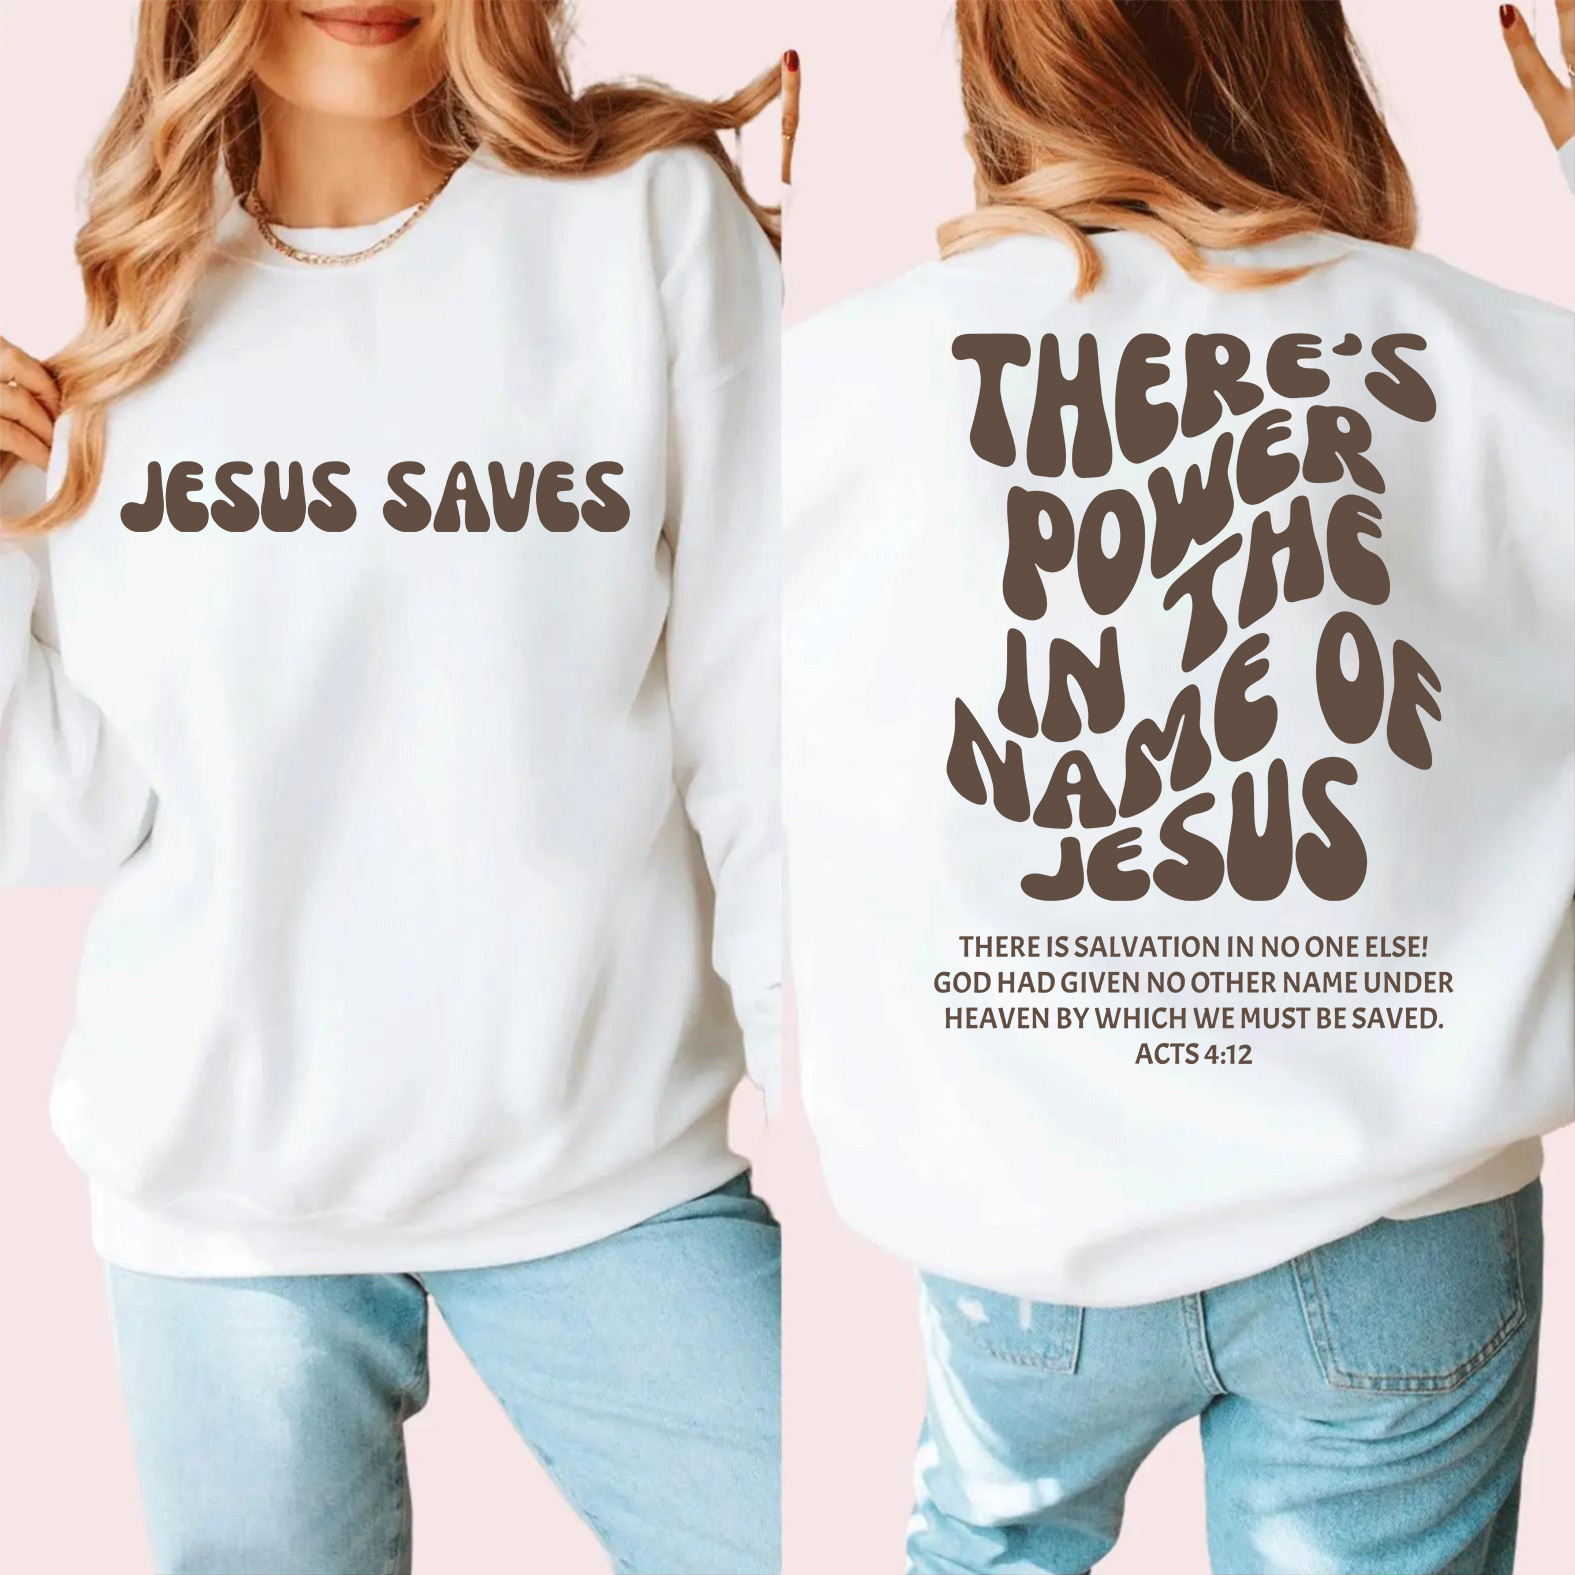 JESUS SAVES
THERE'S
POWER
IN THE
NAME OF
JESUS
THERE IS SALVATION IN NO ONE ELSE!
GOD HAD GIVEN NO OTHER NAME UNDER
HEAVEN BY WHICH WE MUST BE SAVED.
ACTS 4:12